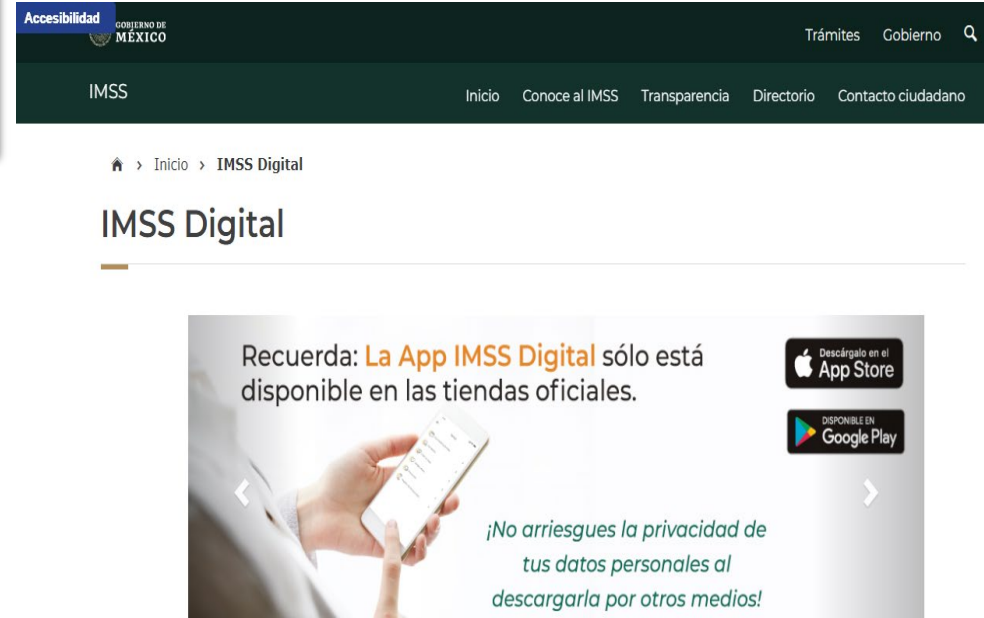 Accesibilidad
GOBIERNO DE
MÉXICO
Trámites Gobierno
IMSS
Inicio Conoce al IMSS Transparencia Directorio Contacto ciudadano
> Inicio > IMSS Digital
IMSS Digital
Recuerda: La App IMSS Digital sólo está
disponible en las tiendas oficiales.
Descárgalo en el
App Store
DISPONIBLE EN
Google Play
¡No arriesgues la privacidad de
tus datos personales al
descargarla por otros medios!